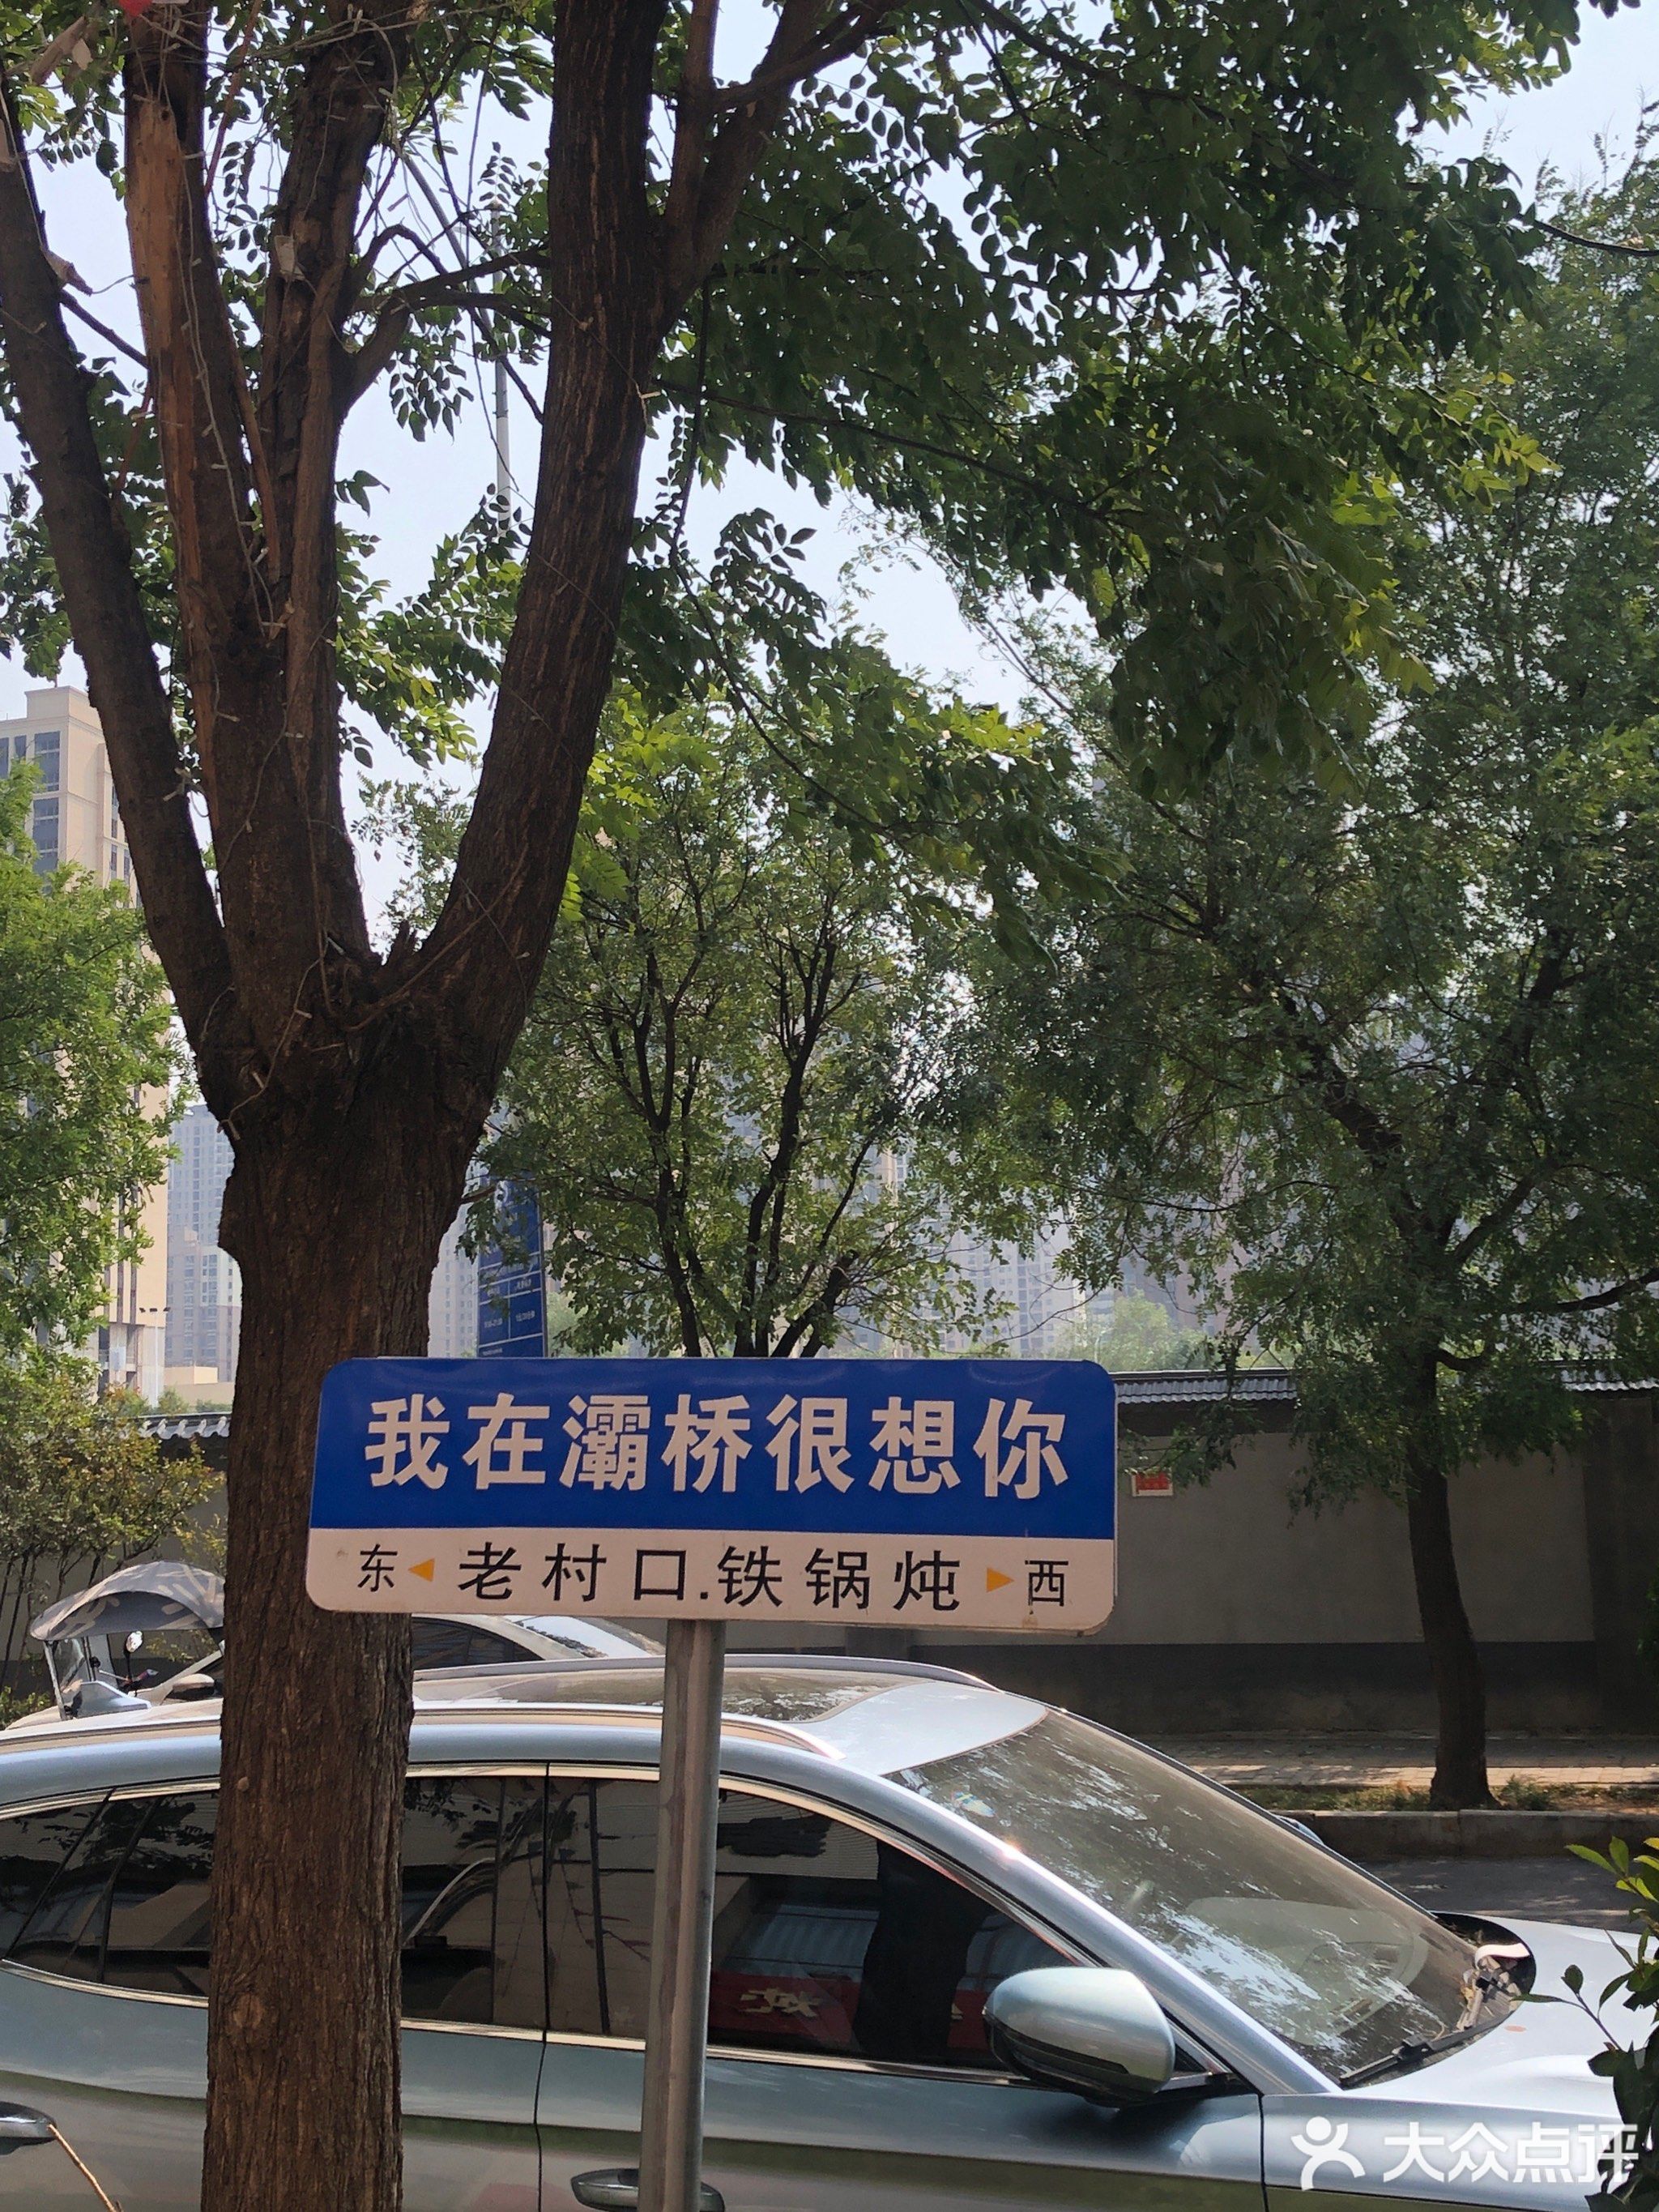 我在灞桥很想你
东 老村口.铁锅炖 西
大众点评